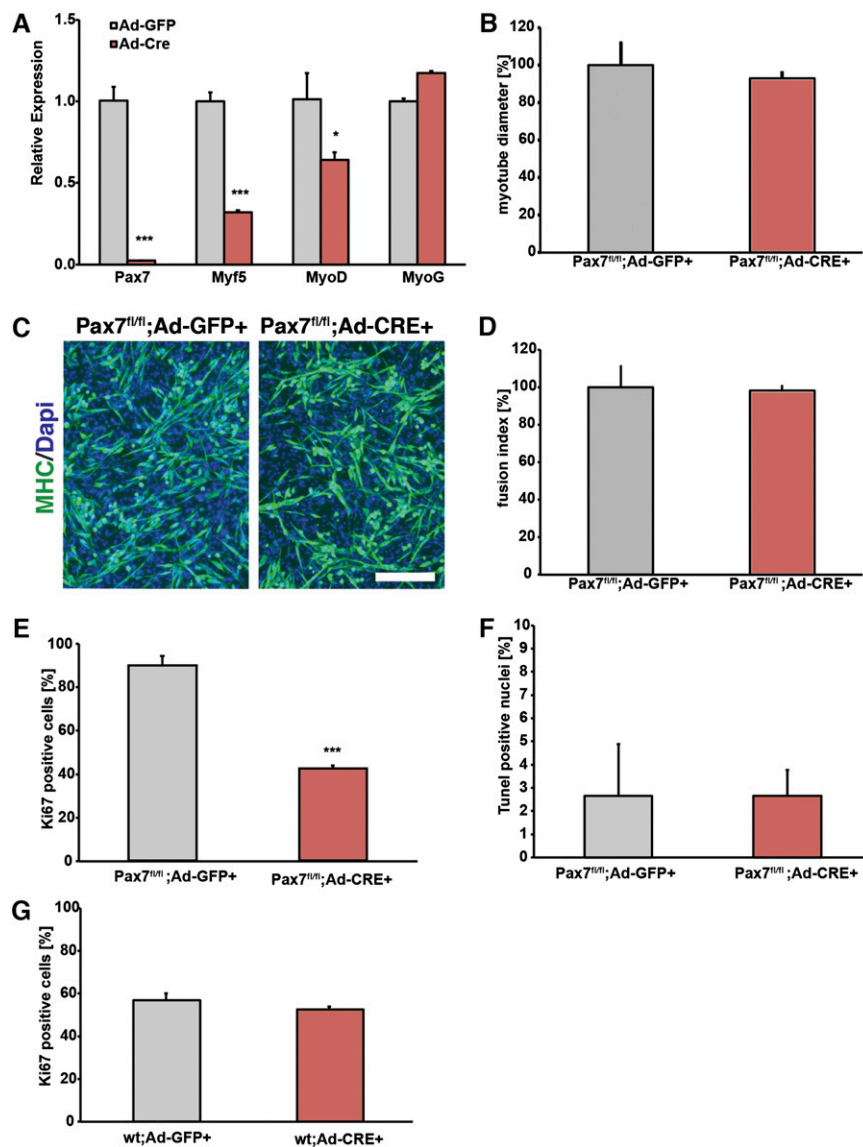 A
Ad-GFP
Ad-Cre
Relative Expression
1.5
1.0
0.5
0.0
***
***
*
Pax7 Myf5 MyoD MyoG
B
myotube diameter [%]
120
100
80
60
40
20
0
Pax7fl/fl;Ad-GFP+ Pax7fl/fl;Ad-CRE+
C
Pax7fl/fl;Ad-GFP+ Pax7fl/fl;Ad-CRE+
MHC/Dapi
D
fusion index [%]
120
100
80
60
40
20
0
Pax7fl/fl;Ad-GFP+ Pax7fl/fl;Ad-CRE+
E
Ki67 positive cells [%]
100
80
60
40
20
0
***
Pax7fl/fl;Ad-GFP+ Pax7fl/fl;Ad-CRE+
F
Tunel positive nuclei [%]
10
9
8
7
6
5
4
3
2
1
0
Pax7fl/fl;Ad-GFP+ Pax7fl/fl;Ad-CRE+
G
Ki67 positive cells [%]
100
80
60
40
20
0
wt;Ad-GFP+ wt;Ad-CRE+